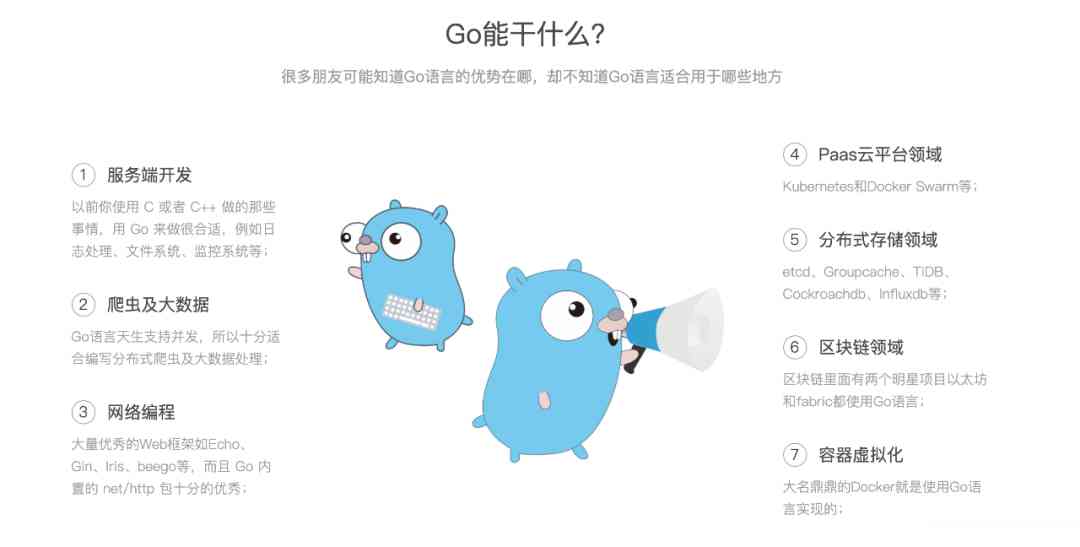 Go能干什么?
很多朋友可能知道Go语言的优势在哪，却不知道Go语言适合用于哪些地方
1 服务端开发
以前你使用 C 或者 C++ 做的那些
事情，用 Go 来做很合适，例如日
志处理、文件系统、监控系统等；
2 爬虫及大数据
Go语言天生支持并发，所以十分适
合编写分布式爬虫及大数据处理；
3 网络编程
大量优秀的Web框架如Echo、
Gin、Iris、beego等，而且 Go 内
置的 net/http 包十分的优秀；
4 Paas云平台领域
Kubernetes和Docker Swarm等；
5 分布式存储领域
etcd、Groupcache、TiDB、
Cockroachdb、Influxdb等；
6 区块链领域
区块链里面有两个明星项目以太坊
和fabric都使用Go语言；
7 容器虚拟化
大名鼎鼎的Docker就是使用Go语
言实现的；